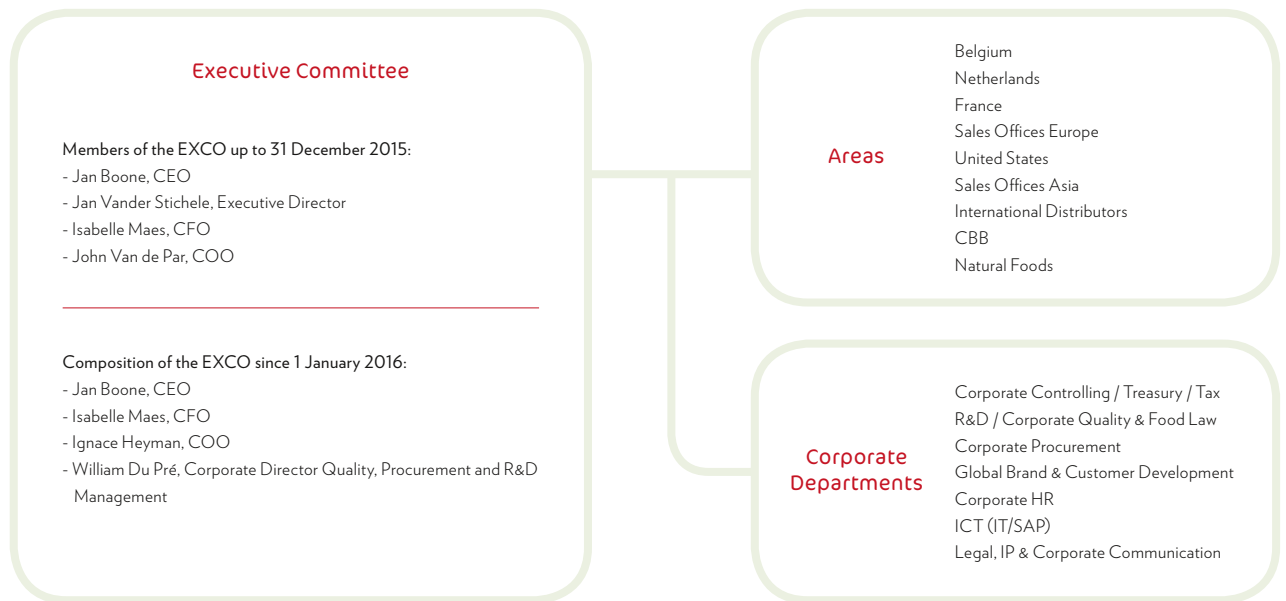 Executive Committee
Members of the EXCO up to 31 December 2015:
- Jan Boone, CEO
- Jan Vander Stichele, Executive Director
- Isabelle Maes, CFO
- John Van de Par, COO
Composition of the EXCO since 1 January 2016:
- Jan Boone, CEO
- Isabelle Maes, CFO
- Ignace Heyman, COO
- William Du Pré, Corporate Director Quality, Procurement and R&D
Management
Areas
Belgium
Netherlands
France
Sales Offices Europe
United States
Sales Offices Asia
International Distributors
CBB
Natural Foods
Corporate
Departments
Corporate Controlling / Treasury / Tax
R&D / Corporate Quality & Food Law
Corporate Procurement
Global Brand & Customer Development
Corporate HR
ICT (IT/SAP)
Legal, IP & Corporate Communication